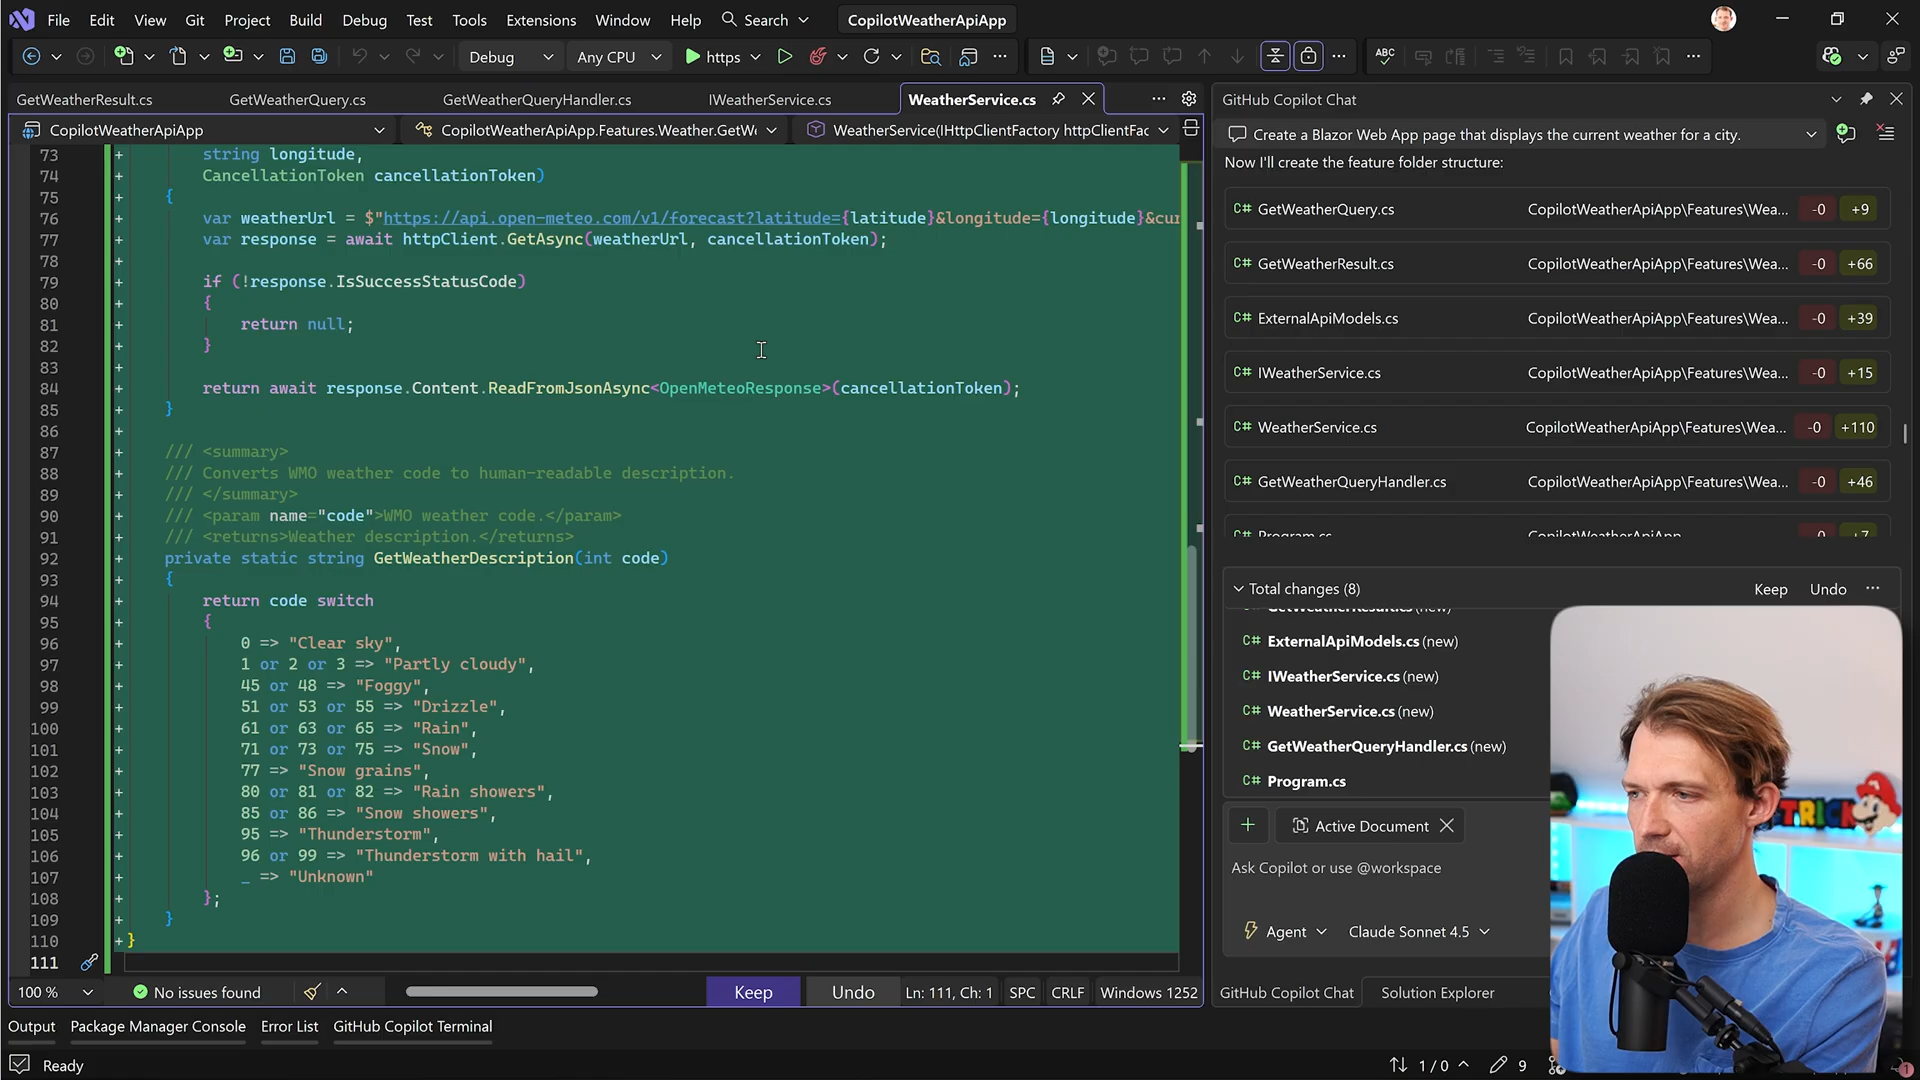 File Edit View Git Project Build Debug Test Tools Extensions Window Help Search CopilotWeatherApiApp
Debug Any CPU https
GetWeatherResult.cs GetWeatherQuery.cs GetWeatherQueryHandler.cs IWeatherService.cs WeatherService.cs
CopilotWeatherApiApp CopilotWeatherApiApp.Features.Weather.GetWe WeatherService(IHttpClientFactory httpClientFac
73 + string longitude,
74 + CancellationToken cancellationToken)
75 + {
76 + var weatherUrl = $"https://api.open-meteo.com/v1/forecast?latitude={latitude}&longitude={longitude}&cur
77 + var response = await httpClient.GetAsync(weatherUrl, cancellationToken);
78 +
79 + if (!response.IsSuccessStatusCode)
80 + {
81 + return null;
82 + }
83 +
84 + return await response.Content.ReadFromJsonAsync<OpenMeteoResponse>(cancellationToken);
85 + }
86 +
87 + /// <summary>
88 + /// Converts WMO weather code to human-readable description.
89 + /// </summary>
90 + /// <param name="code">WMO weather code.</param>
91 + /// <returns>Weather description.</returns>
92 + private static string GetWeatherDescription(int code)
93 + {
94 + return code switch
95 + {
96 + 0 => "Clear sky",
97 + 1 or 2 or 3 => "Partly cloudy",
98 + 45 or 48 => "Foggy",
99 + 51 or 53 or 55 => "Drizzle",
100 + 61 or 63 or 65 => "Rain",
101 + 71 or 73 or 75 => "Snow",
102 + 77 => "Snow grains",
103 + 80 or 81 or 82 => "Rain showers",
104 + 85 or 86 => "Snow showers",
105 + 95 => "Thunderstorm",
106 + 96 or 99 => "Thunderstorm with hail",
107 + _ => "Unknown"
108 + };
109 + }
110 +}
111
100 % No issues found Keep Undo Ln: 111, Ch: 1 SPC CRLF Windows 1252
Output Package Manager Console Error List GitHub Copilot Terminal
Ready
1 / 0 9
GitHub Copilot Chat
Create a Blazor Web App page that displays the current weather for a city.
Now I'll create the feature folder structure:
C# GetWeatherQuery.cs CopilotWeatherApiApp\Features\Wea... -0 +9
C# GetWeatherResult.cs CopilotWeatherApiApp\Features\Wea... -0 +66
C# ExternalApiModels.cs CopilotWeatherApiApp\Features\Wea... -0 +39
C# IWeatherService.cs CopilotWeatherApiApp\Features\Wea... -0 +15
C# WeatherService.cs CopilotWeatherApiApp\Features\Wea... -0 +110
C# GetWeatherQueryHandler.cs CopilotWeatherApiApp\Features\Wea... -0 +46
C# Program.cs CopilotWeatherApiApp -0 +7
Total changes (8) Keep Undo
GetWeatherResult.cs (new)
C# ExternalApiModels.cs (new)
C# IWeatherService.cs (new)
C# WeatherService.cs (new)
C# GetWeatherQueryHandler.cs (new)
C# Program.cs
Active Document
Ask Copilot or use @workspace
Agent Claude Sonnet 4.5
GitHub Copilot Chat Solution Explorer
TRICK